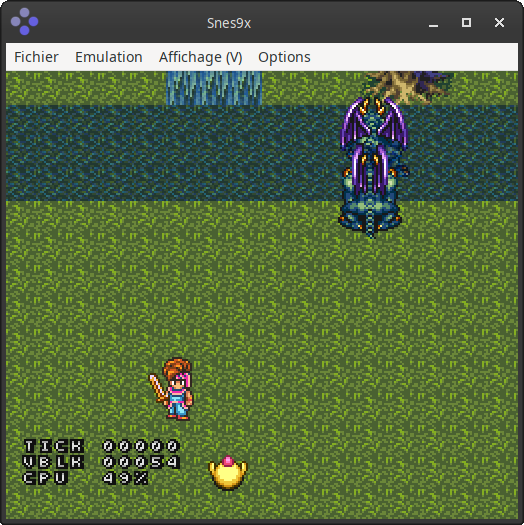 Snes9x
Fichier Emulation Affichage (V) Options
TICK 00000
VBLK 00054
CPU 49%